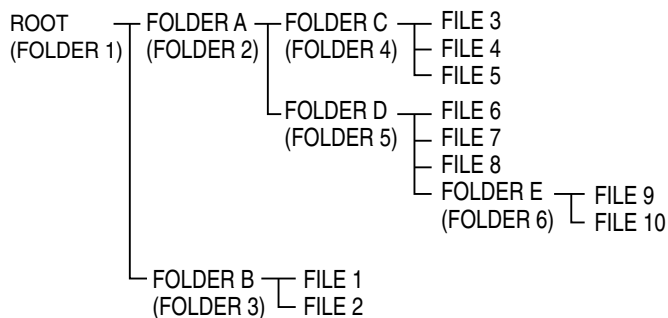 ROOT FOLDER A FOLDER C FILE 3
(FOLDER 1) (FOLDER 2) (FOLDER 4) FILE 4
FILE 5
FOLDER D FILE 6
(FOLDER 5) FILE 7
FILE 8
FOLDER E FILE 9
(FOLDER 6) FILE 10
FOLDER B FILE 1
(FOLDER 3) FILE 2